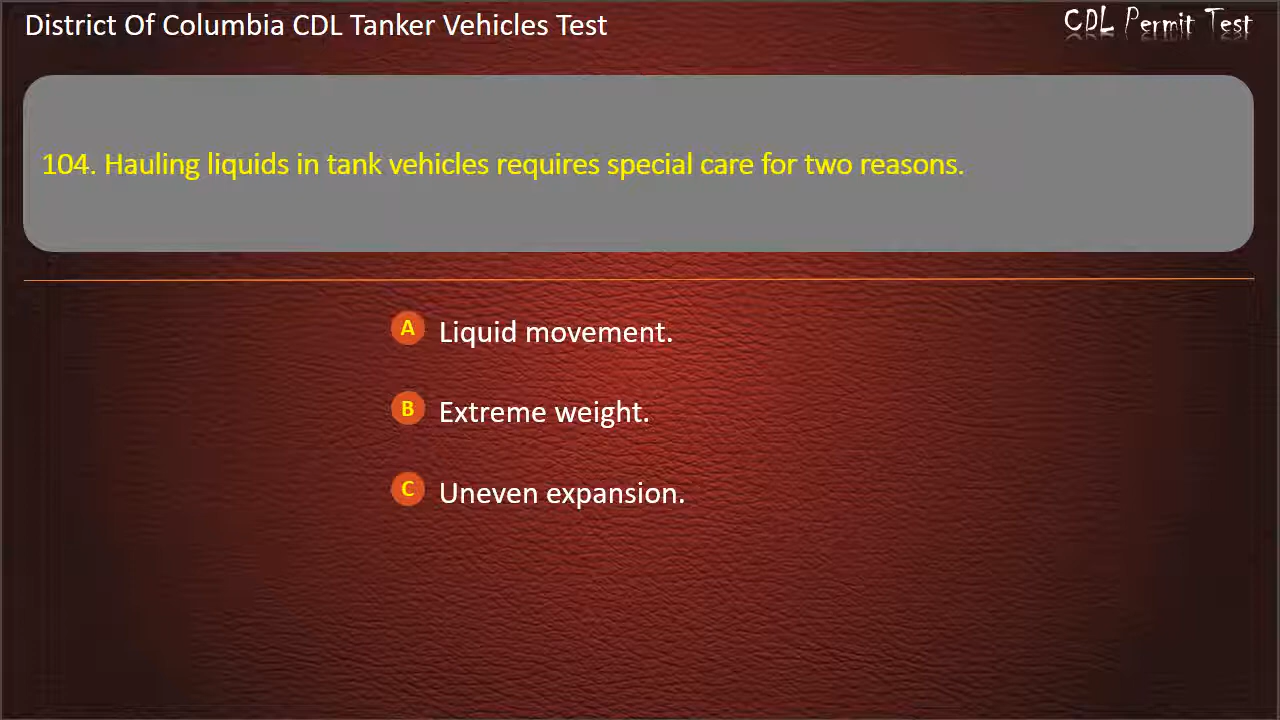 District Of Columbia CDL Tanker Vehicles Test
CDL Permit Test
104. Hauling liquids in tank vehicles requires special care for two reasons.
A Liquid movement.
B Extreme weight.
C Uneven expansion.